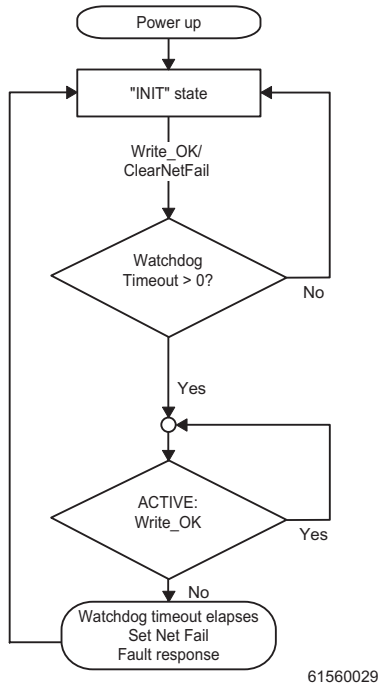 Power up
"INIT" state
Write_OK/
ClearNetFail
Watchdog
Timeout > 0?
No
Yes
ACTIVE:
Write_OK
Yes
No
Watchdog timeout elapses
Set Net Fail
Fault response
61560029